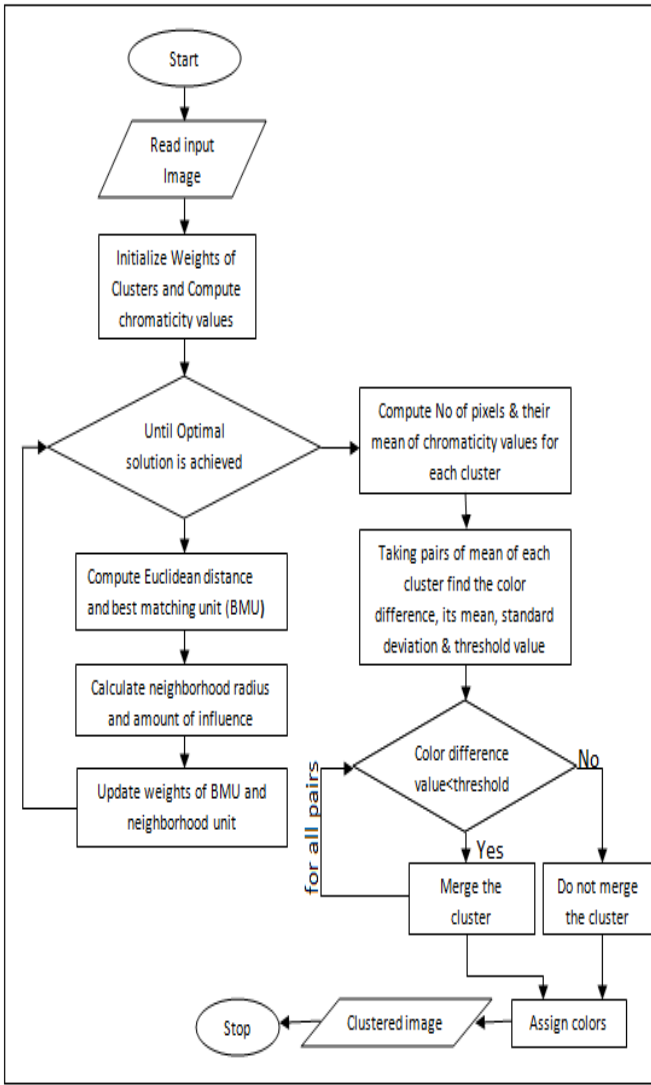 Start
Read input
Image
Initialize Weights of
Clusters and Compute
chromaticity values
Until Optimal
solution is achieved
Compute Euclidean distance
and best matching unit (BMU)
Calculate neighborhood radius
and amount of influence
Update weights of BMU and
neighborhood unit
Compute No of pixels & their
mean of chromaticity values for
each cluster
Taking pairs of mean of each
cluster find the color
difference, its mean, standard
deviation & threshold value
Color difference
value<threshold
No
Yes
for all pairs
Merge the
cluster
Do not merge
the cluster
Assign colors
Clustered image
Stop